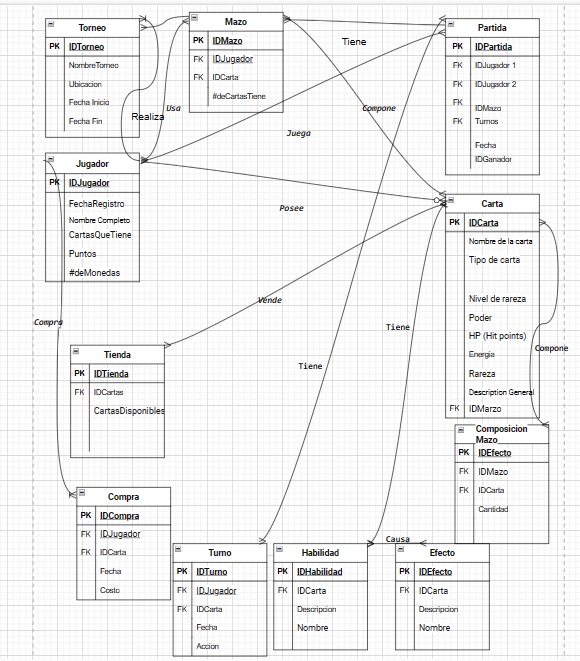 Torneo
PK IDTorneo
NombreTorneo
Ubicacion
Fecha Inicio
Fecha Fin
Mazo
PK IDMazo
FK IDJugador
FK IDCarta
#deCartasTiene
Partida
PK IDPartida
FK IDJugador 1
FK IDJugador 2
FK IDMazo
FK Turnos
Fecha
IDGanador
Tiene
Usa
Realiza
Compone
Juega
Jugador
PK IDJugador
FechaRegistro
Nombre Completo
CartasQueTiene
Puntos
#deMonedas
Posee
Carta
PK IDCarta
Nombre de la carta
Tipo de carta
Nivel de rareza
Poder
HP (Hit points)
Energia
Rareza
Description General
FK IDMarzo
Vende
Compra
Tiene
Compone
Tiene
Tienda
PK IDTienda
FK IDCartas
CartasDisponibles
Composicion
Mazo
PK IDEfecto
FK IDMazo
FK IDCarta
Cantidad
Compra
PK IDCompra
FK IDJugador
FK IDCarta
Fecha
Costo
Turno
PK IDTurno
FK IDJugador
FK IDCarta
Fecha
Accion
Habilidad
PK IDHabilidad
FK IDCarta
Descripcion
Nombre
Causa
Efecto
PK IDEfecto
FK IDCarta
Descripcion
Nombre